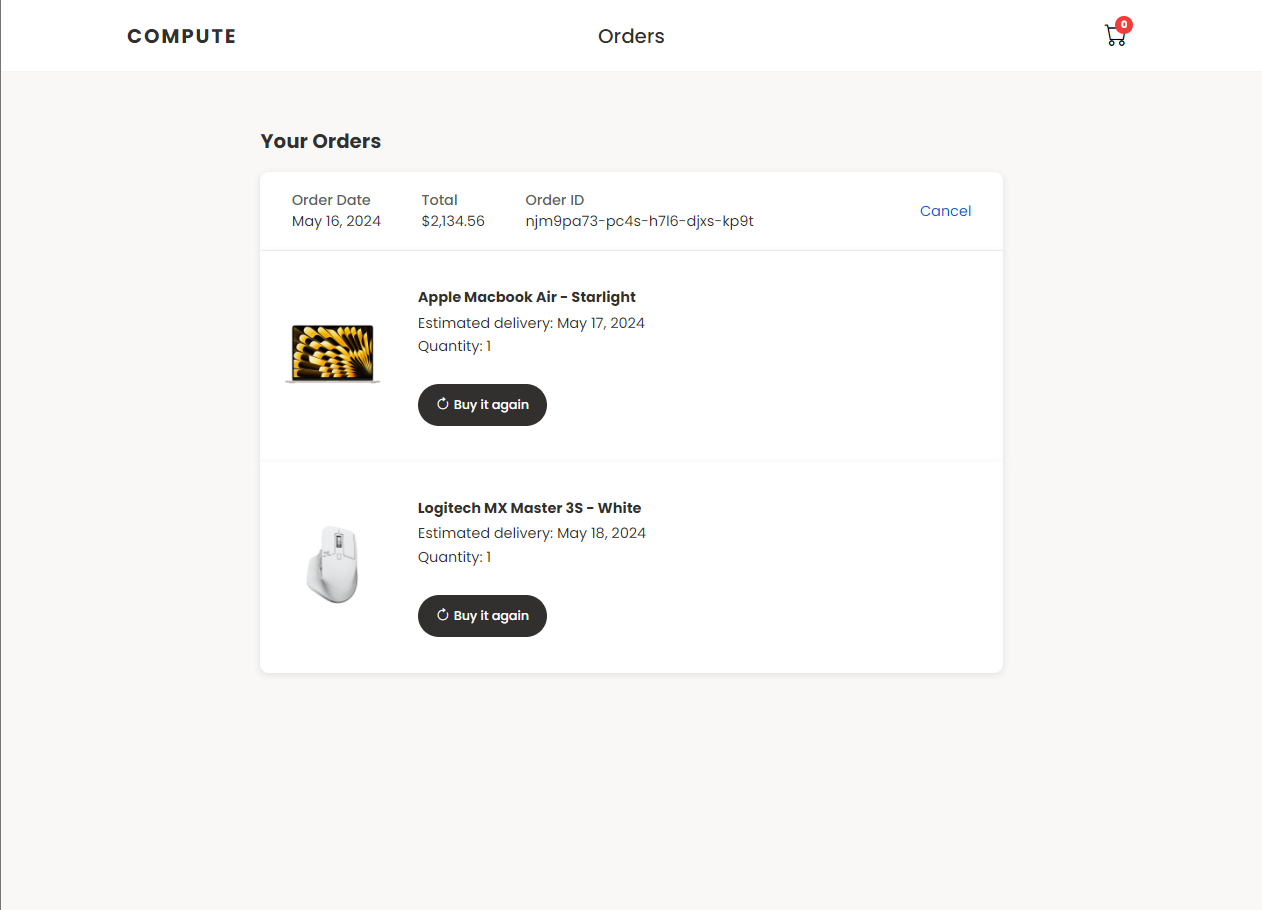 COMPUTE
Orders
0
Your Orders
Order Date
May 16, 2024
Total
$2,134.56
Order ID
njm9pa73-pc4s-h7l6-djxs-kp9t
Cancel
Apple Macbook Air - Starlight
Estimated delivery: May 17, 2024
Quantity: 1
Buy it again
Logitech MX Master 3S - White
Estimated delivery: May 18, 2024
Quantity: 1
Buy it again